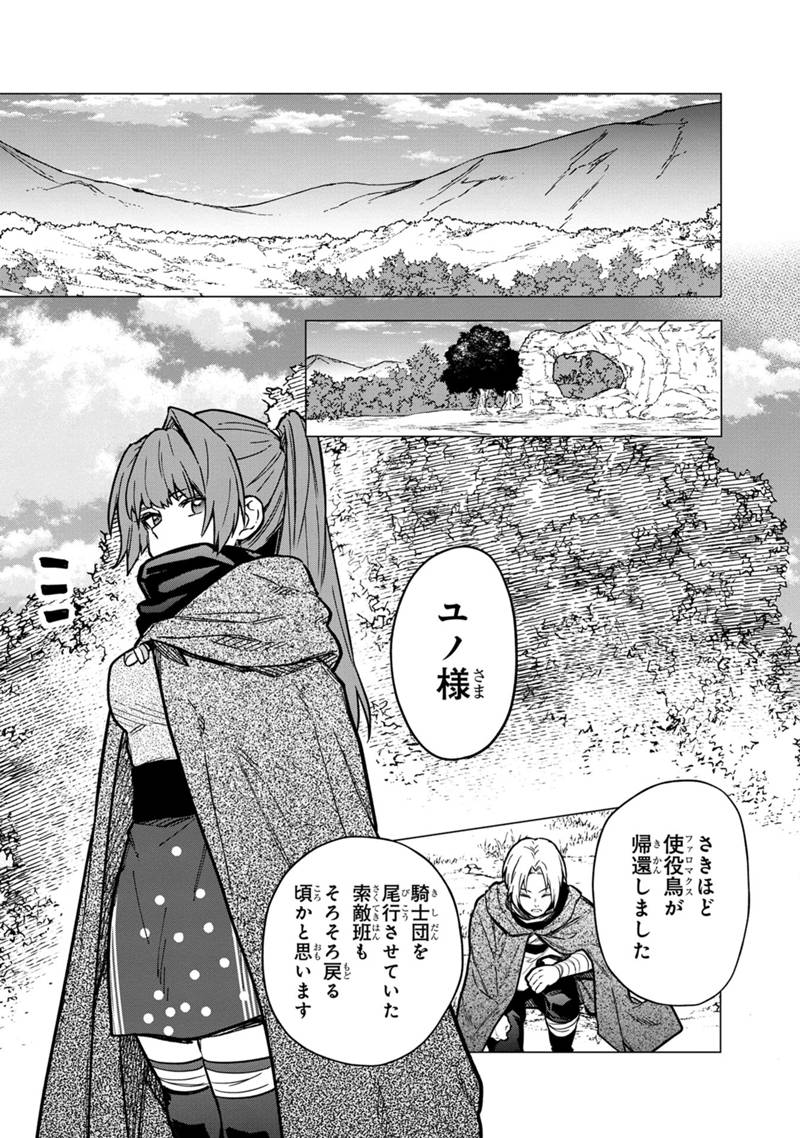 ユノ様
さきほど
使役鳥が
帰還しました
騎士団を
尾行させていた
索敵班も
そろそろ戻る
頃かと思います